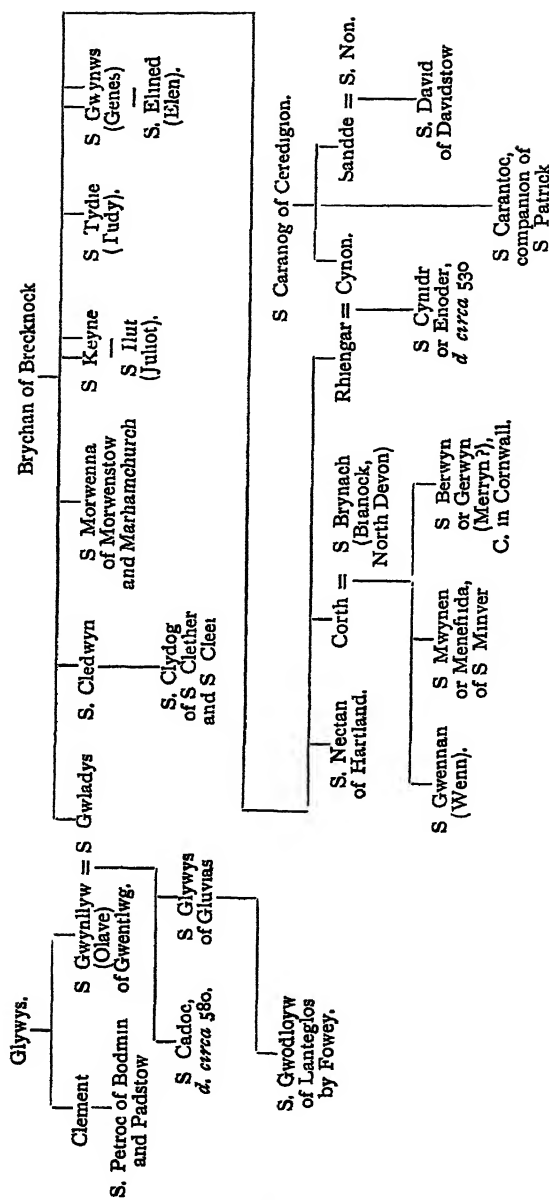 Brychan of Brecknock
S Gwladys
S. Cledwyn
S. Clydog
of S Clether
and S Cleer
S Morwenna
of Morwenstow
and Marhamchurch
S Keyne
S Ilut
(Juliot).
S Tydie
(Tudy).
S Gwynws
(Genes)
S. Elined
(Elen).
Glywys.
Clement
S. Petroc of Bodmin
and Padstow
S Gwynllyw = S Gwladys
(Olave)
of Gwentlwg.
S Cadoc,
d. circa 580.
S Glywys
of Gluvias
S. Gwodloyw
of Lanteglos
by Fowey.
S. Nectan
of Hartland.
Corth = S Brynach
(Branock,
North Devon)
S Gwennan
(Wenn).
S Mwynen
or Menefrida,
of S Minver
S Berwyn
or Gerwyn
(Merryn?),
C. in Cornwall.
S Caranog of Ceredigion.
Rhiengar = Cynon.
Sandde = S. Non.
S Cynidr
or Enoder,
d circa 530
S Carantoc,
companion of
S Patrick
S. David
of Davidstow